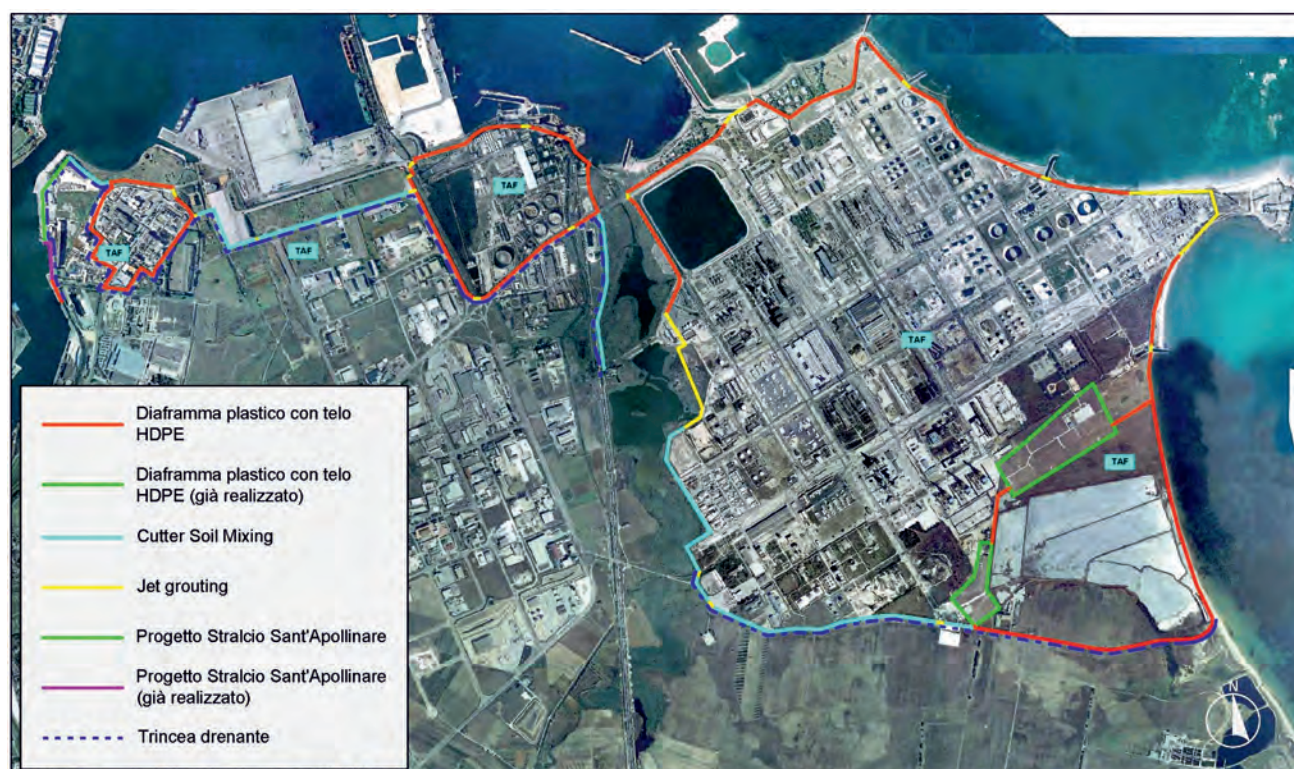 TAF
TAF
TAF
TAF
TAF
Diaframma plastico con telo
HDPE
Diaframma plastico con telo
HDPE (già realizzato)
Cutter Soil Mixing
Jet grouting
Progetto Stralcio Sant'Apollinare
Progetto Stralcio Sant'Apollinare
(già realizzato)
Trincea drenante
N